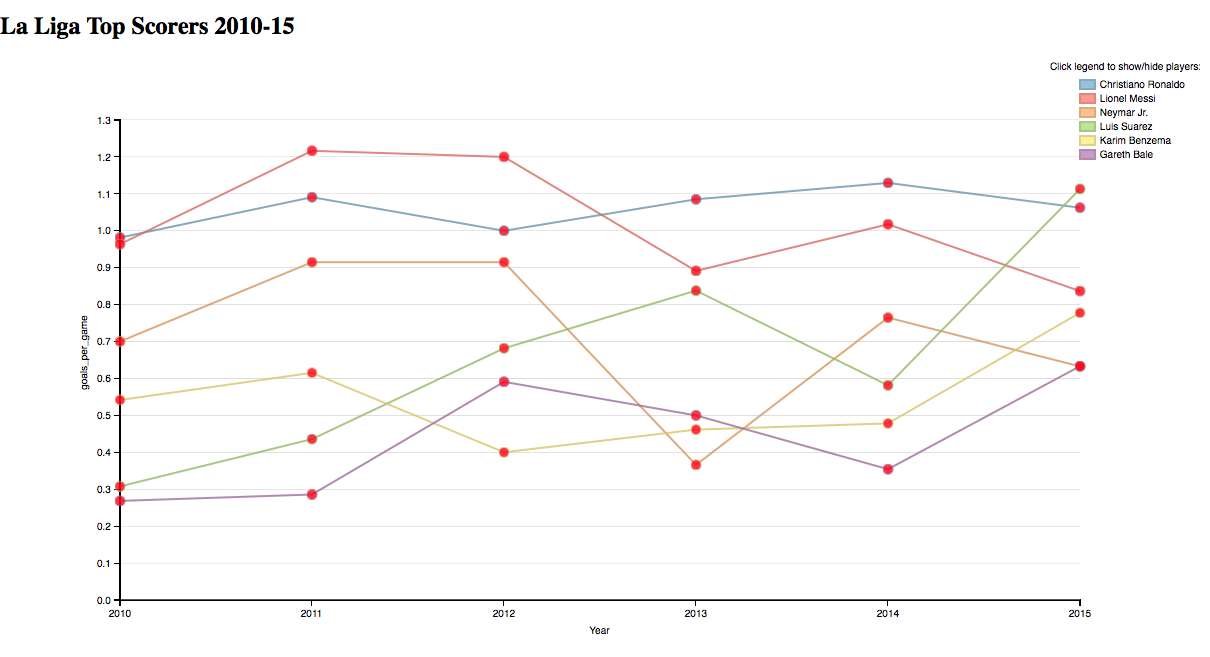 La Liga Top Scorers 2010-15
Click legend to show/hide players:
Christiano Ronaldo
Lionel Messi
Neymar Jr.
Luis Suarez
Karim Benzema
Gareth Bale
1.3
1.2
1.1
1.0
0.9
0.8
0.7
0.6
0.5
0.4
0.3
0.2
0.1
0.0
goals_per_game
2010 2011 2012 2013 2014 2015
Year